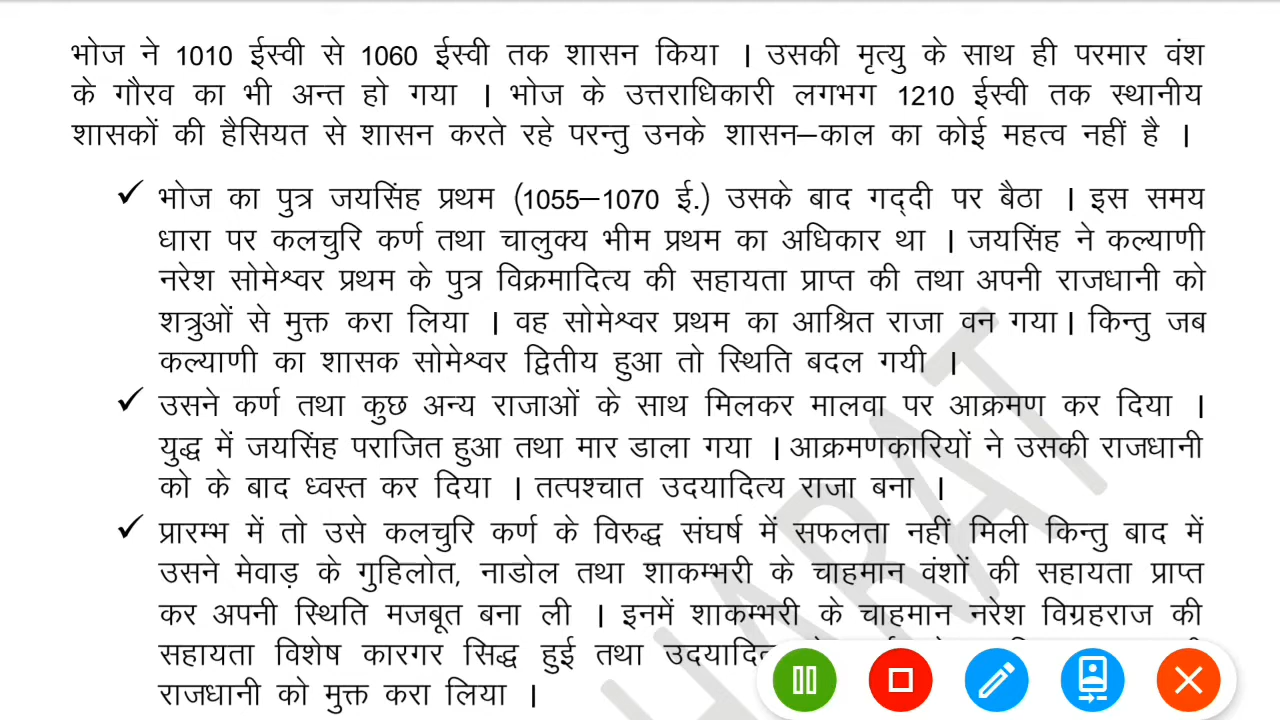 भोज ने 1010 ईस्वी से 1060 ईस्वी तक शासन किया । उसकी मृत्यु के साथ ही परमार वंश
के गौरव का भी अन्त हो गया । भोज के उत्तराधिकारी लगभग 1210 ईस्वी तक स्थानीय
शासकों की हैसियत से शासन करते रहे परन्तु उनके शासन–काल का कोई महत्व नहीं है ।
✓ भोज का पुत्र जयसिंह प्रथम (1055–1070 ई.) उसके बाद गद्दी पर बैठा । इस समय
धारा पर कलचुरि कर्ण तथा चालुक्य भीम प्रथम का अधिकार था । जयसिंह ने कल्याणी
नरेश सोमेश्वर प्रथम के पुत्र विक्रमादित्य की सहायता प्राप्त की तथा अपनी राजधानी को
शत्रुओं से मुक्त करा लिया । वह सोमेश्वर प्रथम का आश्रित राजा वन गया। किन्तु जब
कल्याणी का शासक सोमेश्वर द्वितीय हुआ तो स्थिति बदल गयी ।
✓ उसने कर्ण तथा कुछ अन्य राजाओं के साथ मिलकर मालवा पर आक्रमण कर दिया ।
युद्ध में जयसिंह पराजित हुआ तथा मार डाला गया । आक्रमणकारियों ने उसकी राजधानी
को के बाद ध्वस्त कर दिया । तत्पश्चात उदयादित्य राजा बना ।
✓ प्रारम्भ में तो उसे कलचुरि कर्ण के विरुद्ध संघर्ष में सफलता नहीं मिली किन्तु बाद में
उसने मेवाड़ के गुहिलोत, नाडोल तथा शाकम्भरी के चाहमान वंशों की सहायता प्राप्त
कर अपनी स्थिति मजबूत बना ली । इनमें शाकम्भरी के चाहमान नरेश विग्रहराज की
सहायता विशेष कारगर सिद्ध हुई तथा
राजधानी को मुक्त करा लिया ।
HARAT